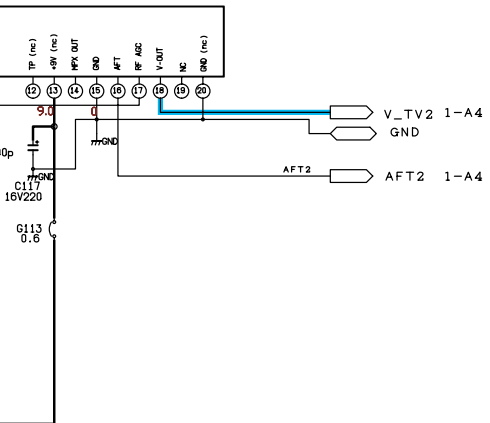 TP (nc)
+9V (nc)
MPX OUT
GND
AFT
RF AGC
V-OUT
NC
GND (nc)
12 13 14 15 16 17 18 19 20
9.0 0
V_TV2 1-A4
GND
GND
0p
GND
AFT2
AFT2 1-A4
C117
16V220
G113
0.6